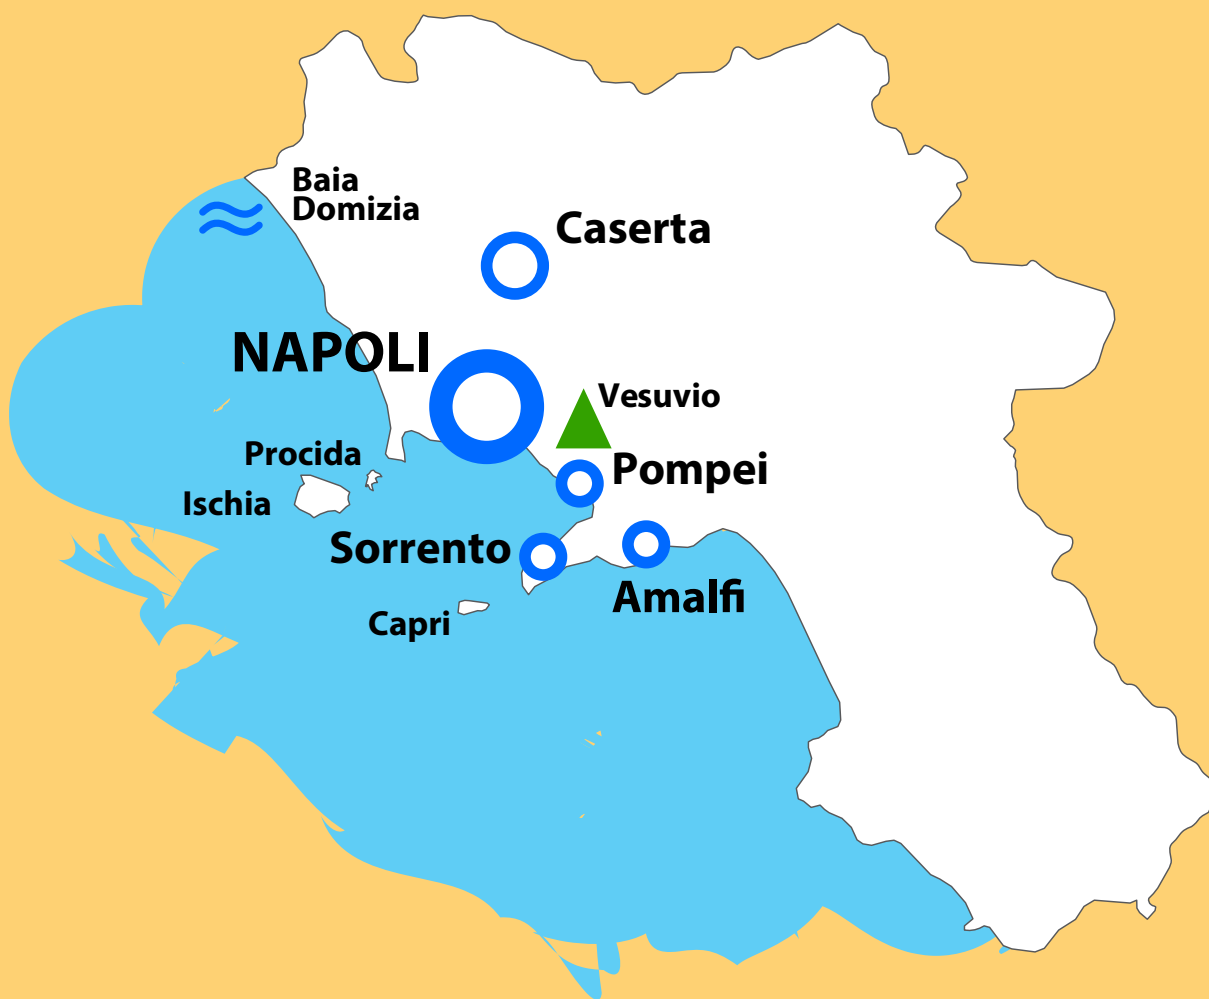 Baia
Domizia
Caserta
NAPOLI
Vesuvio
Procida
Pompei
Ischia
Sorrento
Amalfi
Capri